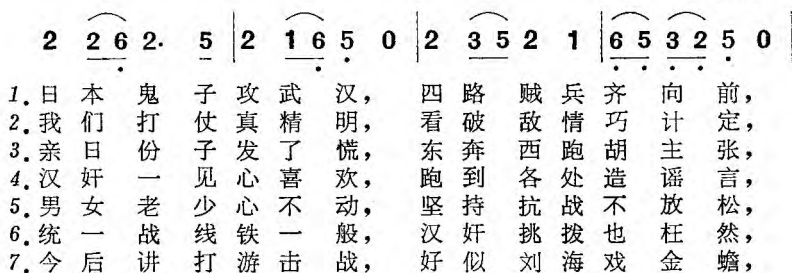 2 2 6 2· 5 | 2 1 6 5 0 | 2 3 5 2 1 | 6 5 3 2 5 0
1.日本鬼子攻武汉，四路贼兵齐向前，
2.我们打仗真精明，看破敌情巧计定，
3.亲日份子发了慌，东奔西跑胡主张，
4.汉奸一见心喜欢，跑到各处造谣言，
5.男女老少心不动，坚持抗战不放松，
6.统一战线铁一般，汉奸挑拨也枉然，
7.今后讲打游击战，好似刘海戏金蟾，